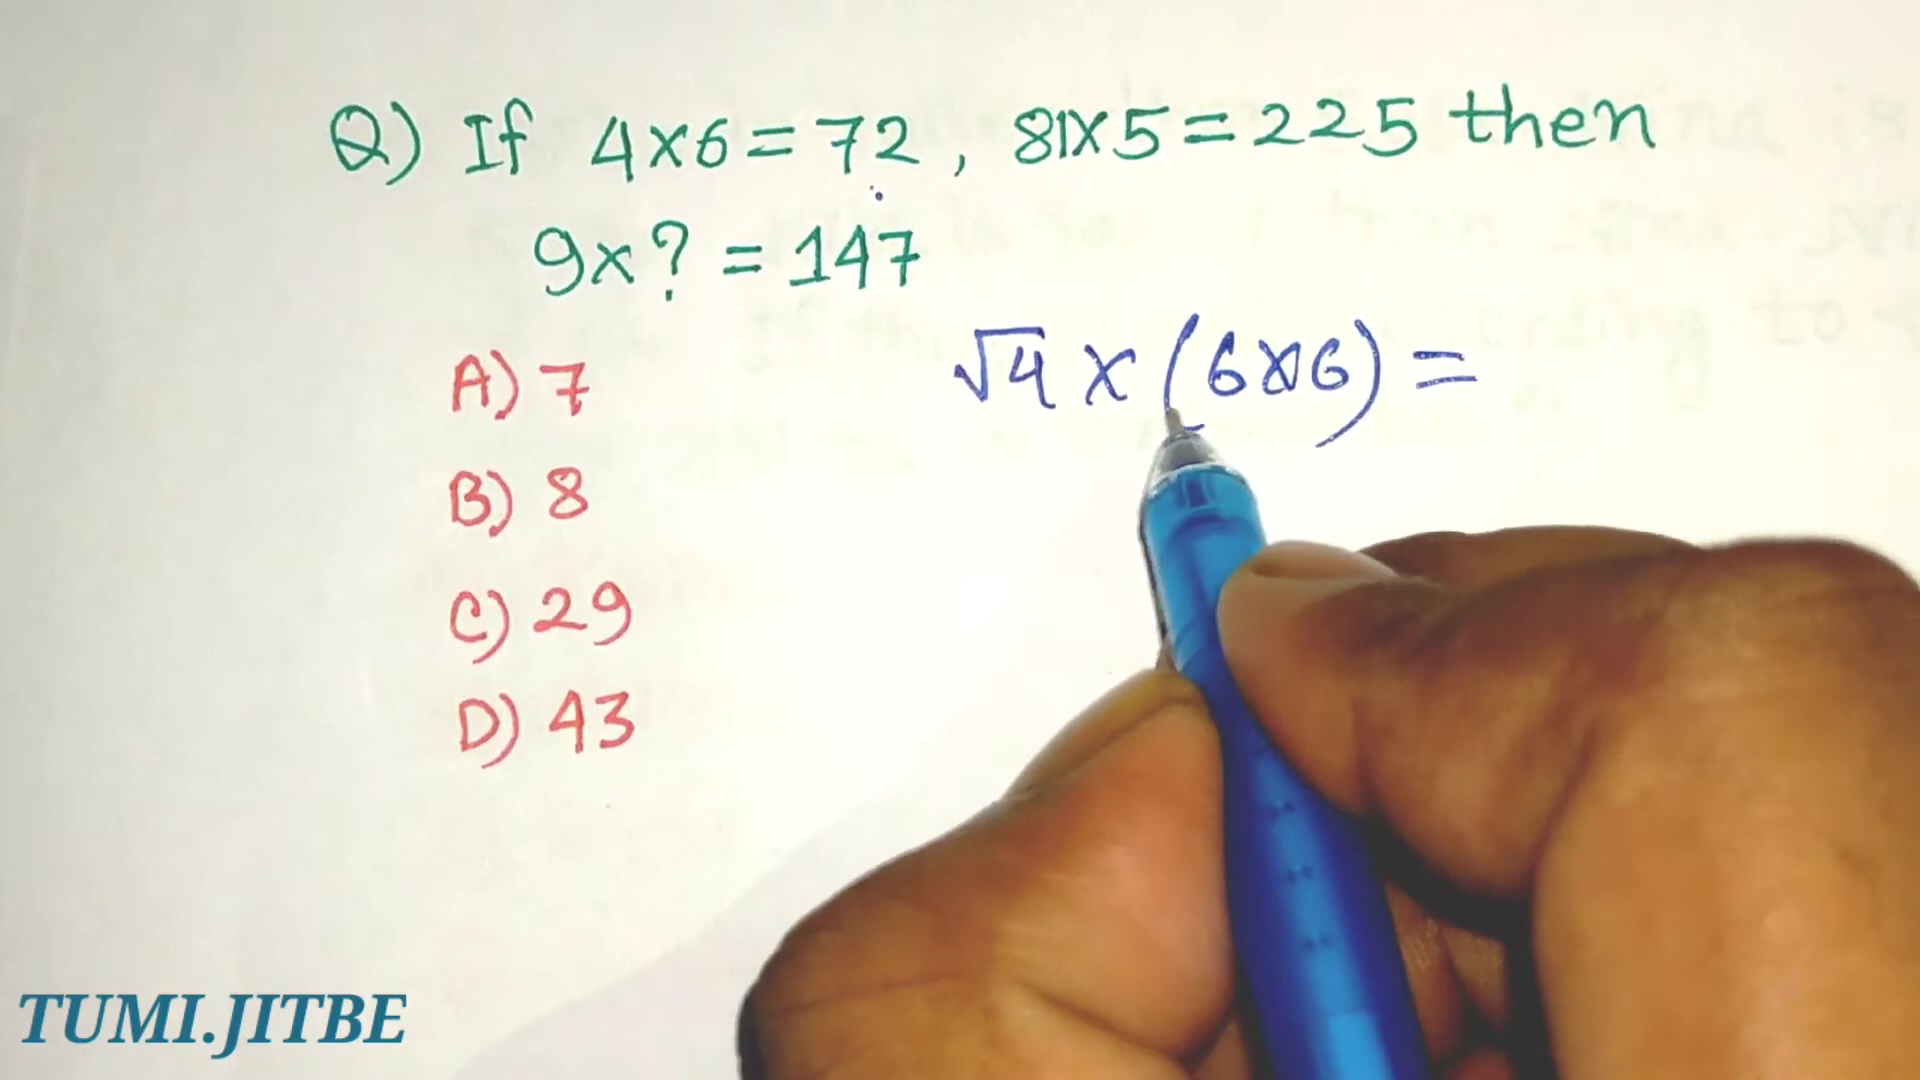 Q) If 4x6=72, 81x5=225 then
9x? = 147
√4 x (6x6) =
A) 7
B) 8
C) 29
D) 43
TUMI.JITBE